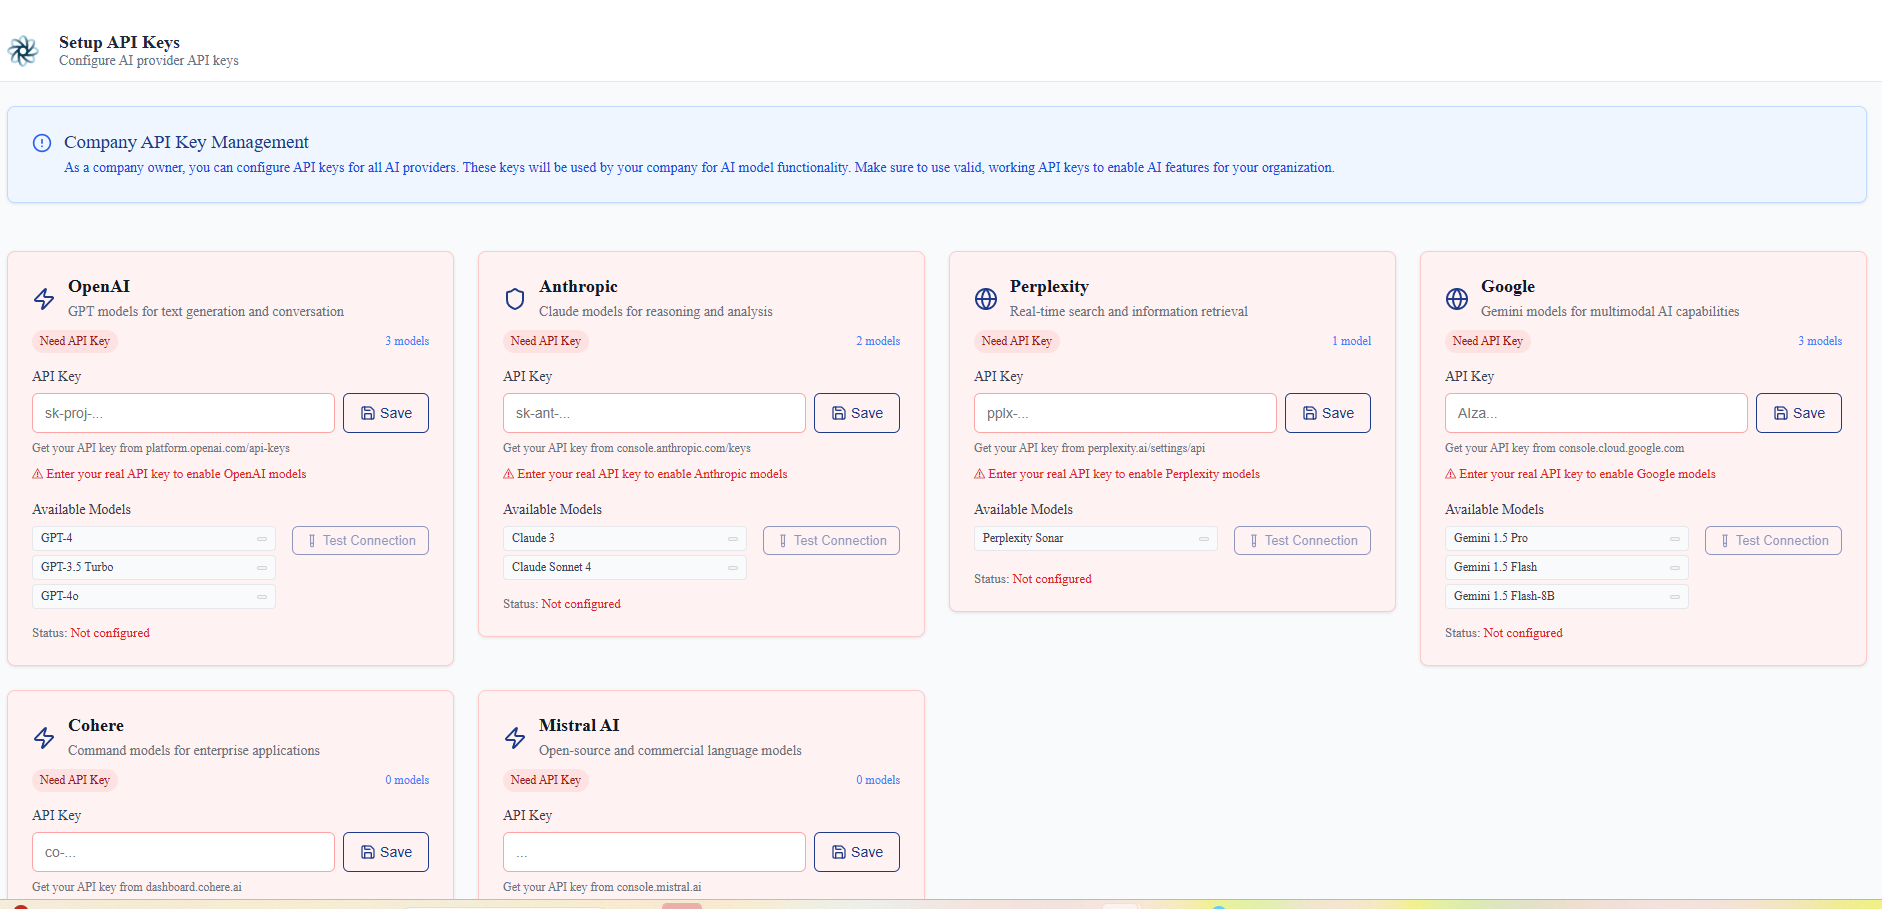 Setup API Keys
Configure AI provider API keys
Company API Key Management
As a company owner, you can configure API keys for all AI providers. These keys will be used by your company for AI model functionality. Make sure to use valid, working API keys to enable AI features for your organization.
OpenAI
GPT models for text generation and conversation
Need API Key
3 models
API Key
sk-proj-...
Save
Get your API key from platform.openai.com/api-keys
⚠ Enter your real API key to enable OpenAI models
Available Models
GPT-4
Test Connection
GPT-3.5 Turbo
GPT-4o
Status: Not configured
Anthropic
Claude models for reasoning and analysis
Need API Key
2 models
API Key
sk-ant-...
Save
Get your API key from console.anthropic.com/keys
⚠ Enter your real API key to enable Anthropic models
Available Models
Claude 3
Test Connection
Claude Sonnet 4
Status: Not configured
Perplexity
Real-time search and information retrieval
Need API Key
1 model
API Key
pplx-...
Save
Get your API key from perplexity.ai/settings/api
⚠ Enter your real API key to enable Perplexity models
Available Models
Perplexity Sonar
Test Connection
Status: Not configured
Google
Gemini models for multimodal AI capabilities
Need API Key
3 models
API Key
AIza...
Save
Get your API key from console.cloud.google.com
⚠ Enter your real API key to enable Google models
Available Models
Gemini 1.5 Pro
Test Connection
Gemini 1.5 Flash
Gemini 1.5 Flash-8B
Status: Not configured
Cohere
Command models for enterprise applications
Need API Key
0 models
API Key
co-...
Save
Get your API key from dashboard.cohere.ai
Mistral AI
Open-source and commercial language models
Need API Key
0 models
API Key
...
Save
Get your API key from console.mistral.ai